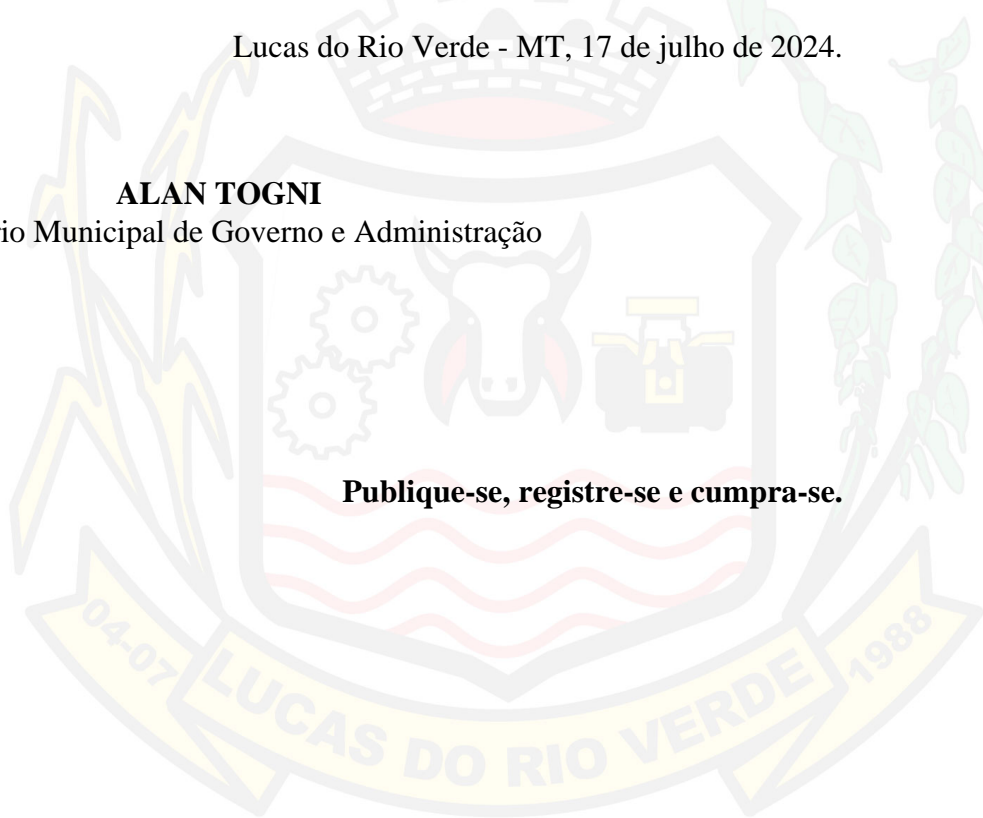 Lucas do Rio Verde - MT, 17 de julho de 2024.
ALAN TOGNI
rio Municipal de Governo e Administração
Publique-se, registre-se e cumpra-se.
04-07
LUCAS DO RIO VERDE
1988